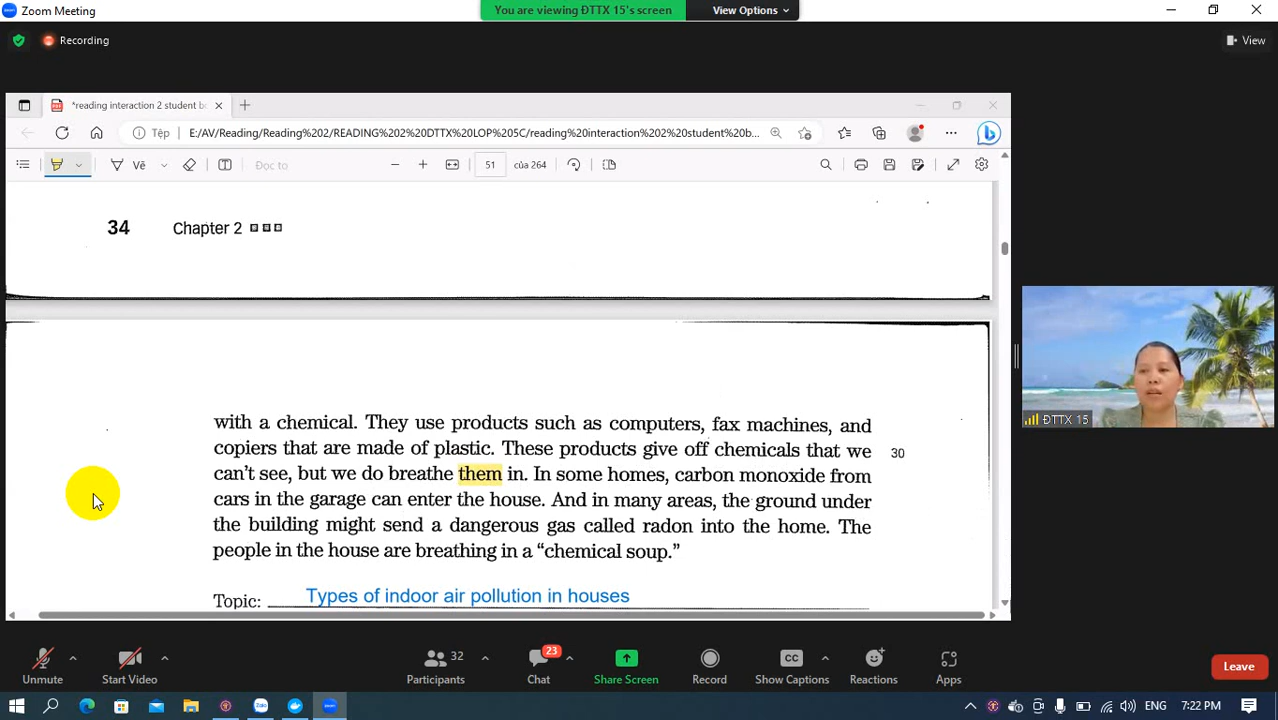 Zoom Meeting
You are viewing ĐTTX 15's screen
View Options
Recording
View
*reading interaction 2 student bo
Tệp
E:/AV/Reading/Reading%202/READING%202%20DTTX%20LOP%205C/reading%20interaction%202%20student%20b...
Vẽ
Đọc to
51
của 264
34 Chapter 2
with a chemical. They use products such as computers, fax machines, and
copiers that are made of plastic. These products give off chemicals that we 30
can't see, but we do breathe them in. In some homes, carbon monoxide from
cars in the garage can enter the house. And in many areas, the ground under
the building might send a dangerous gas called radon into the home. The
people in the house are breathing in a “chemical soup.”
Topic: Types of indoor air pollution in houses
ĐTTX 15
Unmute
Start Video
32
Participants
23
Chat
Share Screen
Record
CC
Show Captions
Reactions
Apps
Leave
ENG
7:22 PM